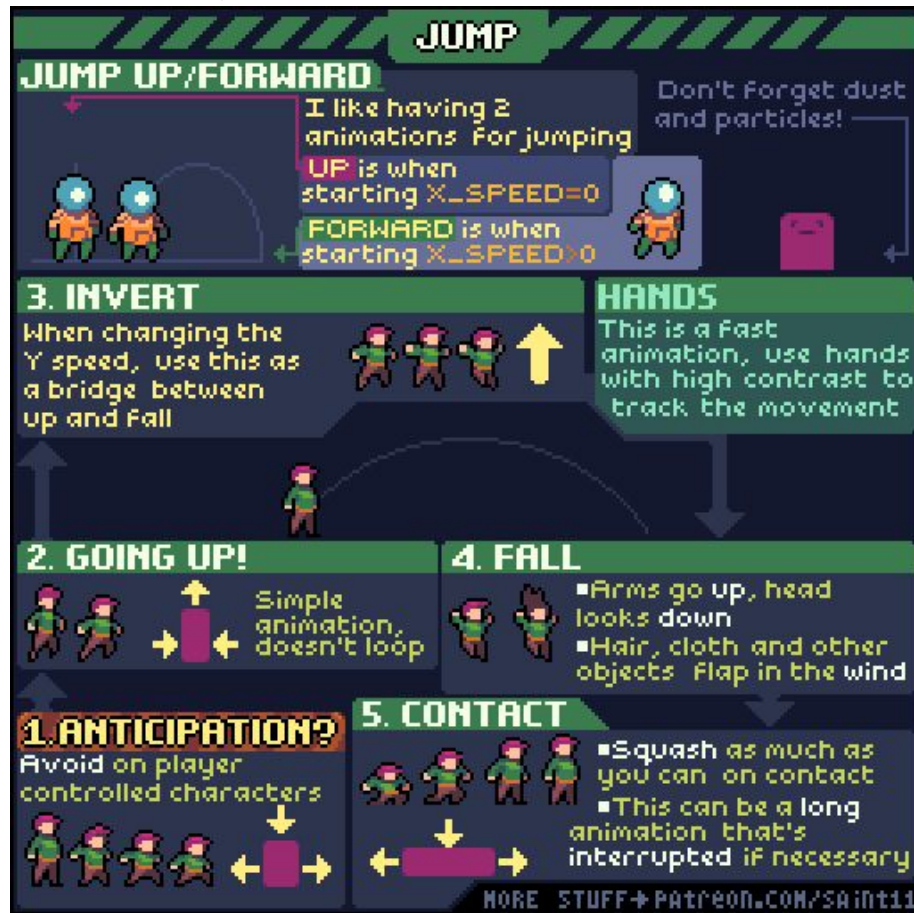 JUMP
JUMP UP/FORWARD
I like having 2
animations for jumping
UP is when
starting X_SPEED=0
FORWARD is when
starting X_SPEED>0
Don't forget dust
and particles!
3. INVERT
When changing the
Y speed, use this as
a bridge between
up and fall
HANDS
This is a fast
animation, use hands
with high contrast to
track the movement
2. GOING UP!
Simple
animation,
doesn't loop
4. FALL
▪Arms go up, head
looks down
▪Hair, cloth and other
objects flap in the wind
1.ANTICIPATION?
Avoid on player
controlled characters
5. CONTACT
▪Squash as much as
you can on contact
▪This can be a long
animation that's
interrupted if necessary
MORE STUFF→PATREON.COM/SAINT11